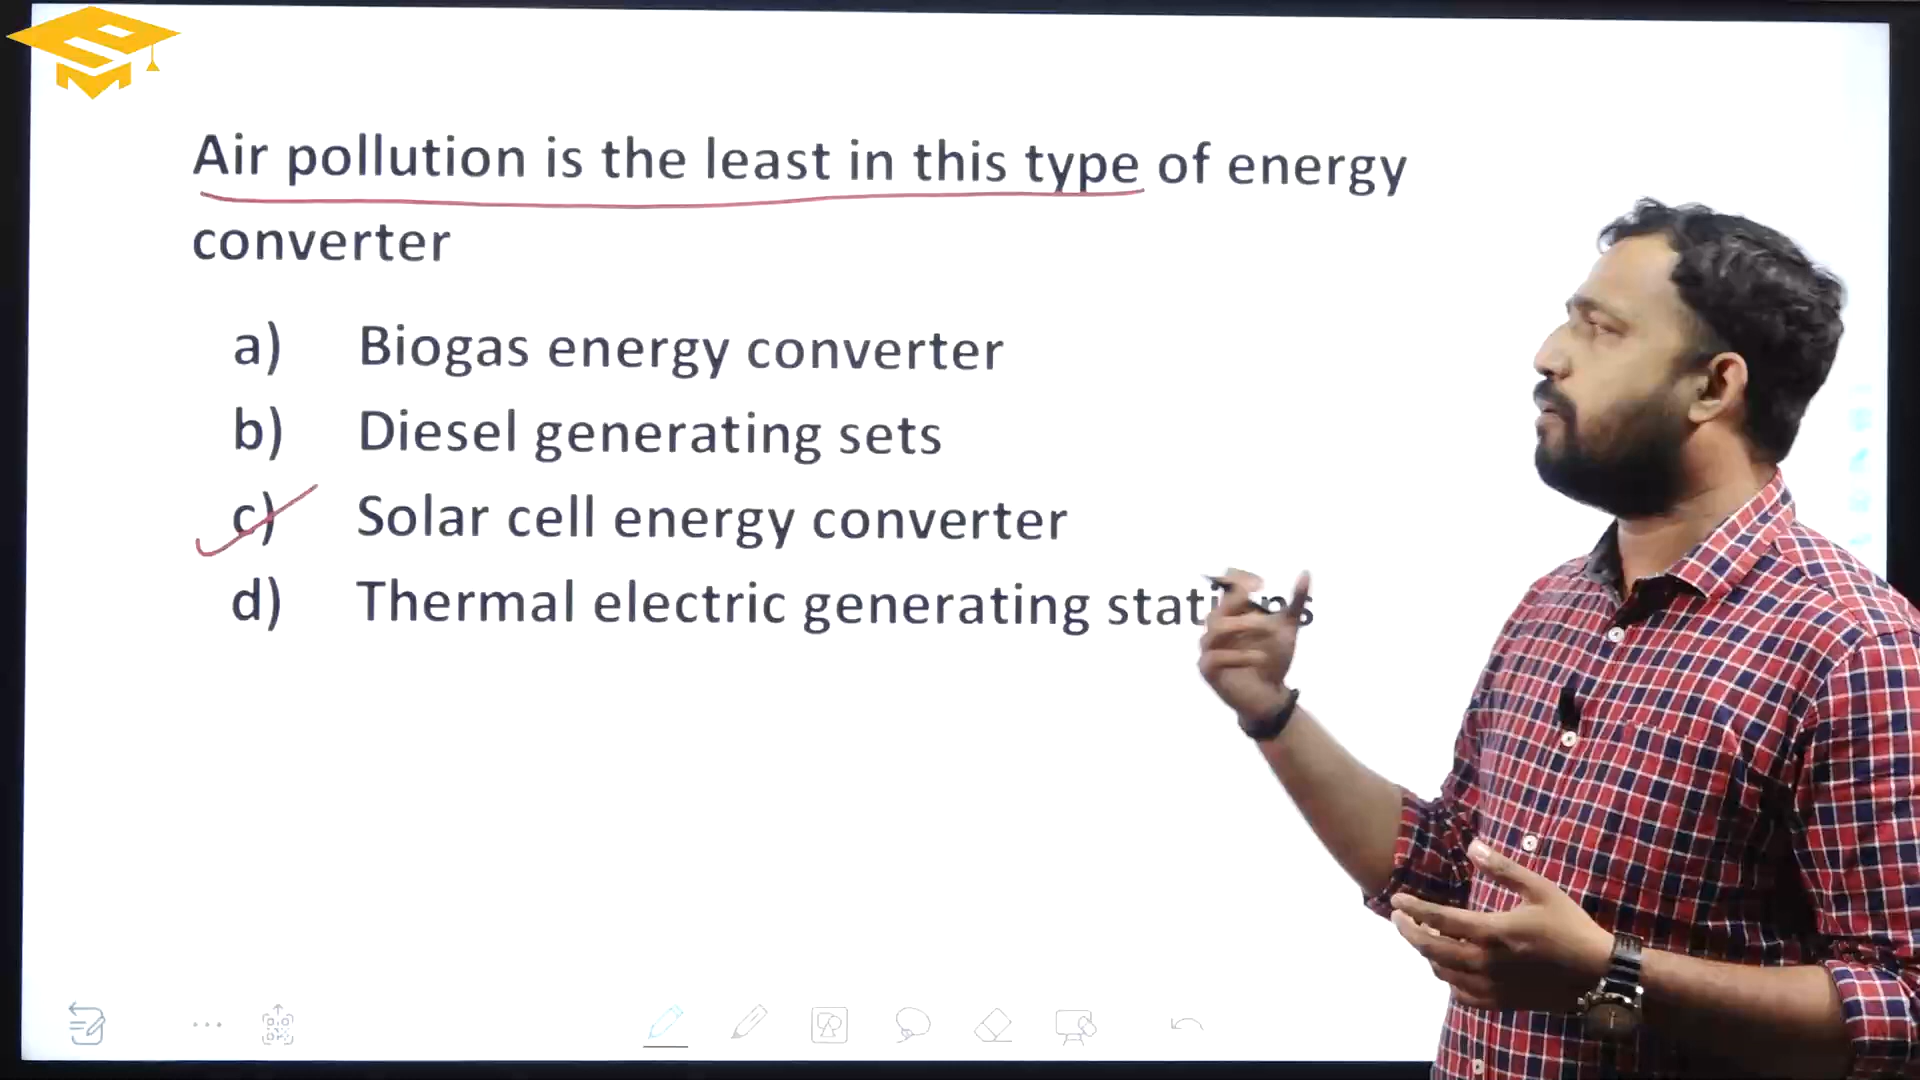 Air pollution is the least in this type of energy
converter
a) Biogas energy converter
b) Diesel generating sets
c) Solar cell energy converter
d) Thermal electric generating stations